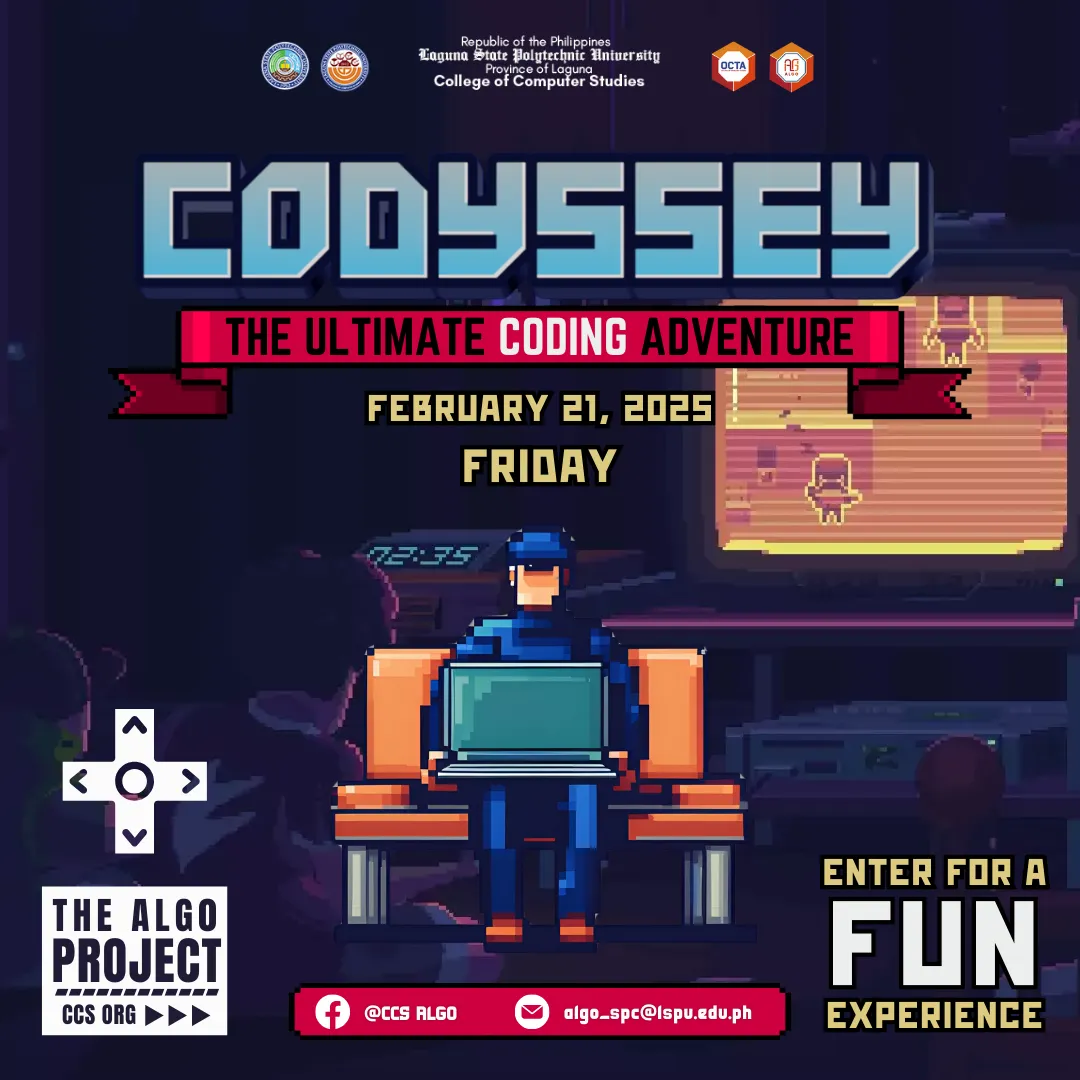 Republic of the Philippines
Laguna State Polytechnic University
Province of Laguna
College of Computer Studies
OCTA
AG
ALGO
CODYSSEY
THE ULTIMATE CODING ADVENTURE
FEBRUARY 21, 2025
FRIDAY
02:35
THE ALGO
PROJECT
CCS ORG
ENTER FOR A
FUN
EXPERIENCE
@CCS ALGO
algo_spc@lspu.edu.ph